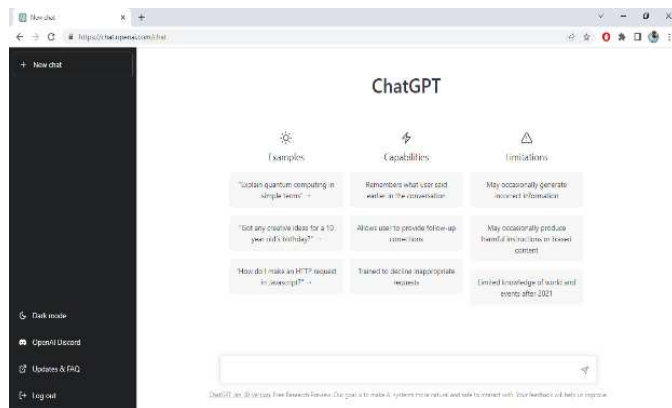 New chat
https://chat.openai.com/chat
+ New chat
ChatGPT
Examples
Capabilities
Limitations
"Explain quantum computing in
simple terms" →
Remembers what user said
earlier in the conversation
May occasionally generate
incorrect information
"Got any creative ideas for a 10
year old's birthday?" →
Allows user to provide follow-up
corrections
May occasionally produce
harmful instructions or biased
content
"How do I make an HTTP request
in Javascript?" →
Trained to decline inappropriate
requests
Limited knowledge of world and
events after 2021
Dark mode
OpenAI Discord
Updates & FAQ
Log out
ChatGPT Jan 30 Version. Free Research Preview. Our goal is to make AI systems more natural and safe to interact with. Your feedback will help us improve.